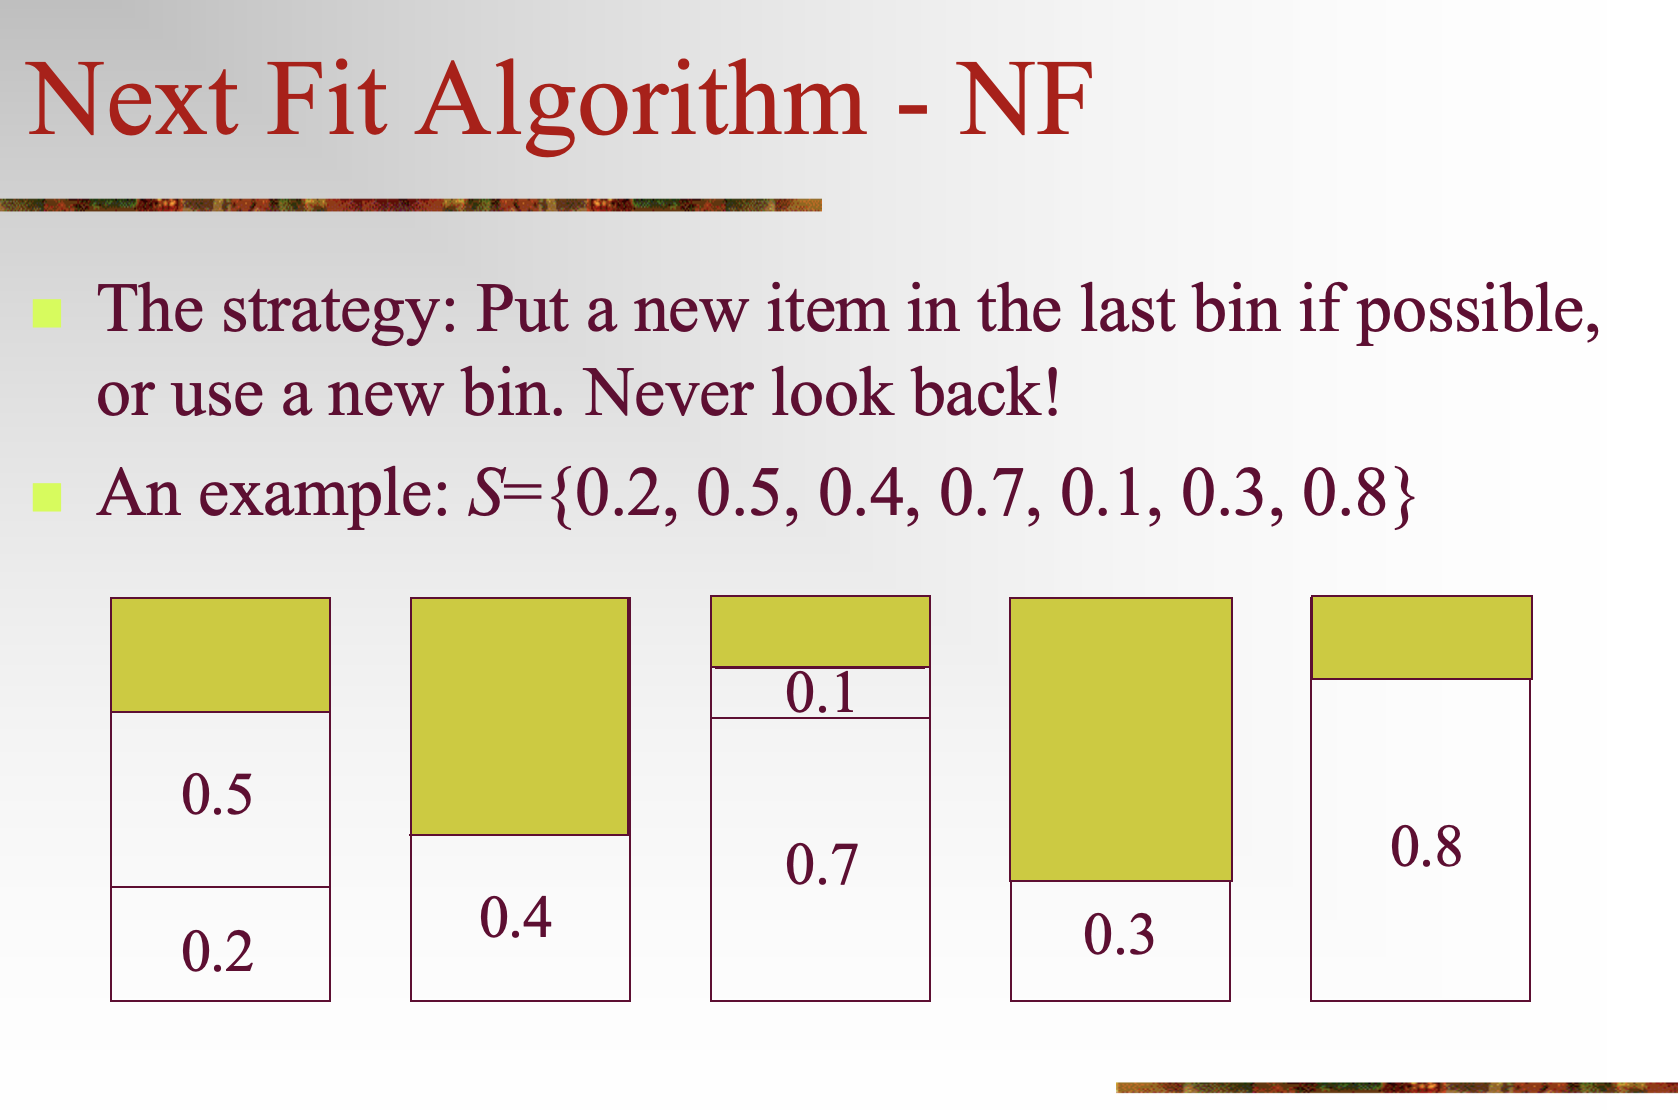 Next Fit Algorithm - NF
The strategy: Put a new item in the last bin if possible,
or use a new bin. Never look back!
An example: S={0.2, 0.5, 0.4, 0.7, 0.1, 0.3, 0.8}
0.5
0.2
0.4
0.1
0.7
0.3
0.8